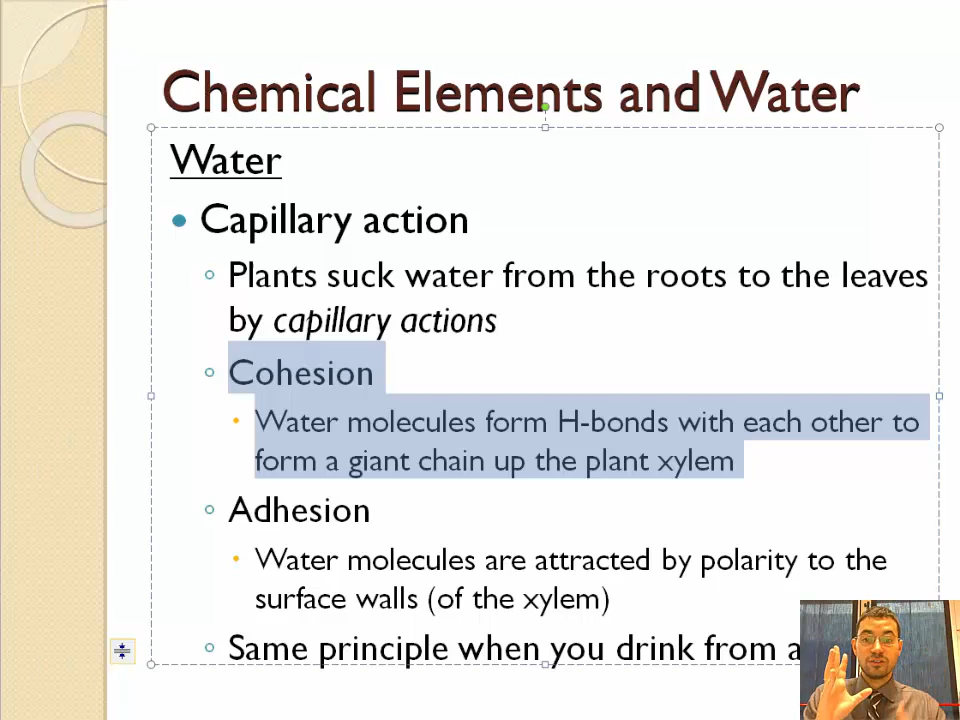 Chemical Elements and Water
Water
Capillary action
Plants suck water from the roots to the leaves
by capillary actions
Cohesion
Water molecules form H-bonds with each other to
form a giant chain up the plant xylem
Adhesion
Water molecules are attracted by polarity to the
surface walls (of the xylem)
Same principle when you drink from a